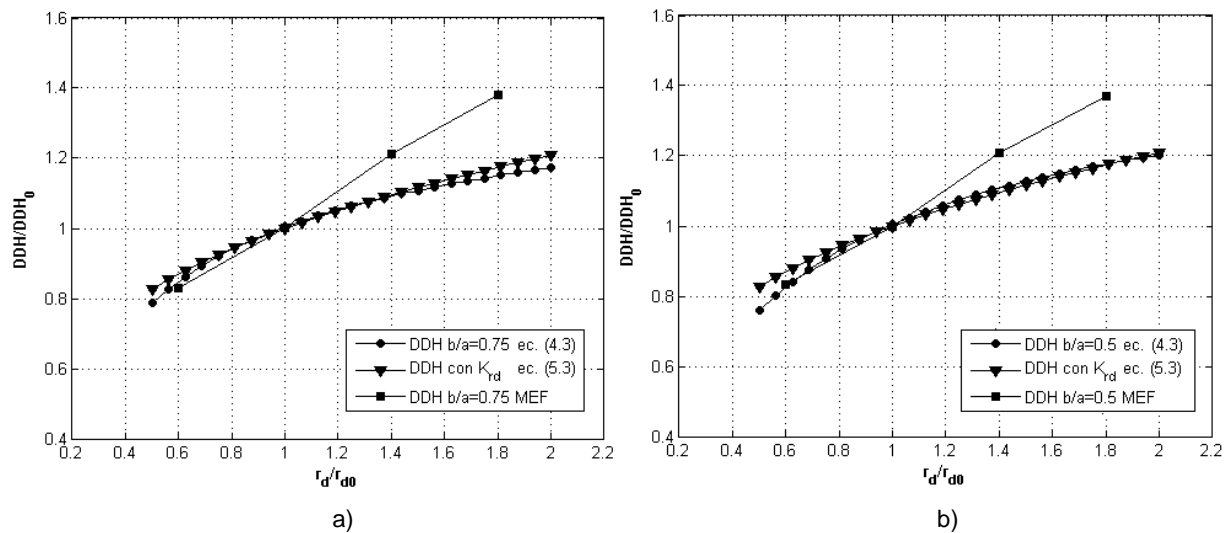 1.6
1.4
1.2
1
0.8
0.6
0.4
DDH/DDH0
0.2 0.4 0.6 0.8 1 1.2 1.4 1.6 1.8 2 2.2
rd/rd0
DDH b/a=0.75 ec. (4.3)
DDH con Krd ec. (5.3)
DDH b/a=0.75 MEF
a)
1.6
1.4
1.2
1
0.8
0.6
0.4
DDH/DDH0
0.2 0.4 0.6 0.8 1 1.2 1.4 1.6 1.8 2 2.2
rd/rd0
DDH b/a=0.5 ec. (4.3)
DDH con Krd ec. (5.3)
DDH b/a=0.5 MEF
b)